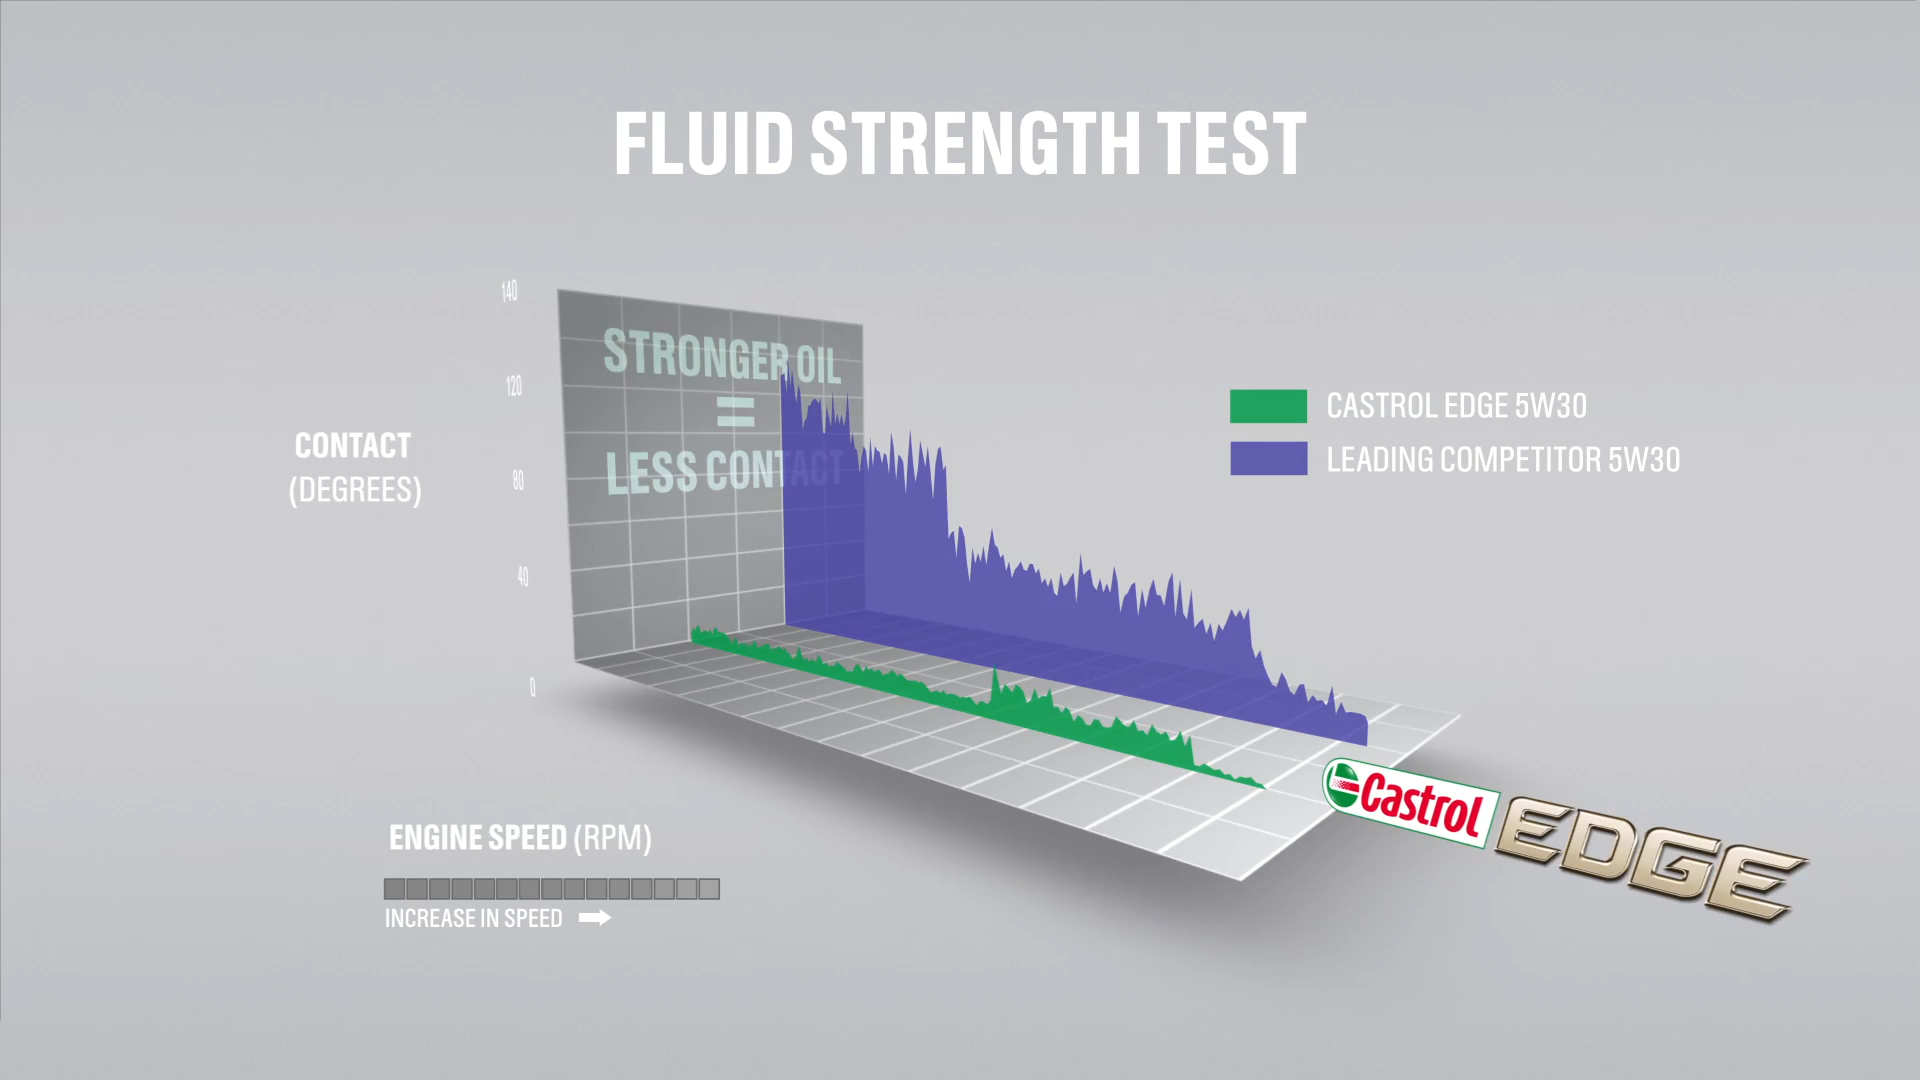 FLUID STRENGTH TEST
140
120
80
40
0
STRONGER OIL
=
LESS CONTACT
CONTACT
(DEGREES)
CASTROL EDGE 5W30
LEADING COMPETITOR 5W30
Castrol EDGE
ENGINE SPEED (RPM)
INCREASE IN SPEED